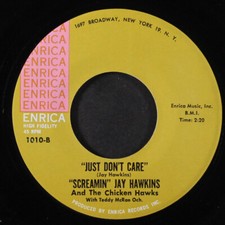 1697 BROADWAY, NEW YORK 19, N. Y.
ENRICA
ENRICA
ENRICA
ENRICA
ENRICA
ENRICA
HIGH FIDELITY
45 RPM
1010-B
Enrica Music, Inc.
B.M.I.
Time: 2:25
"JUST DON'T CARE"
(Jay Hawkins)
"SCREAMIN" JAY HAWKINS
And The Chicken Hawks
With Teddy McRae Orch.
MFD. BY ENRICA RECORDS, INC.